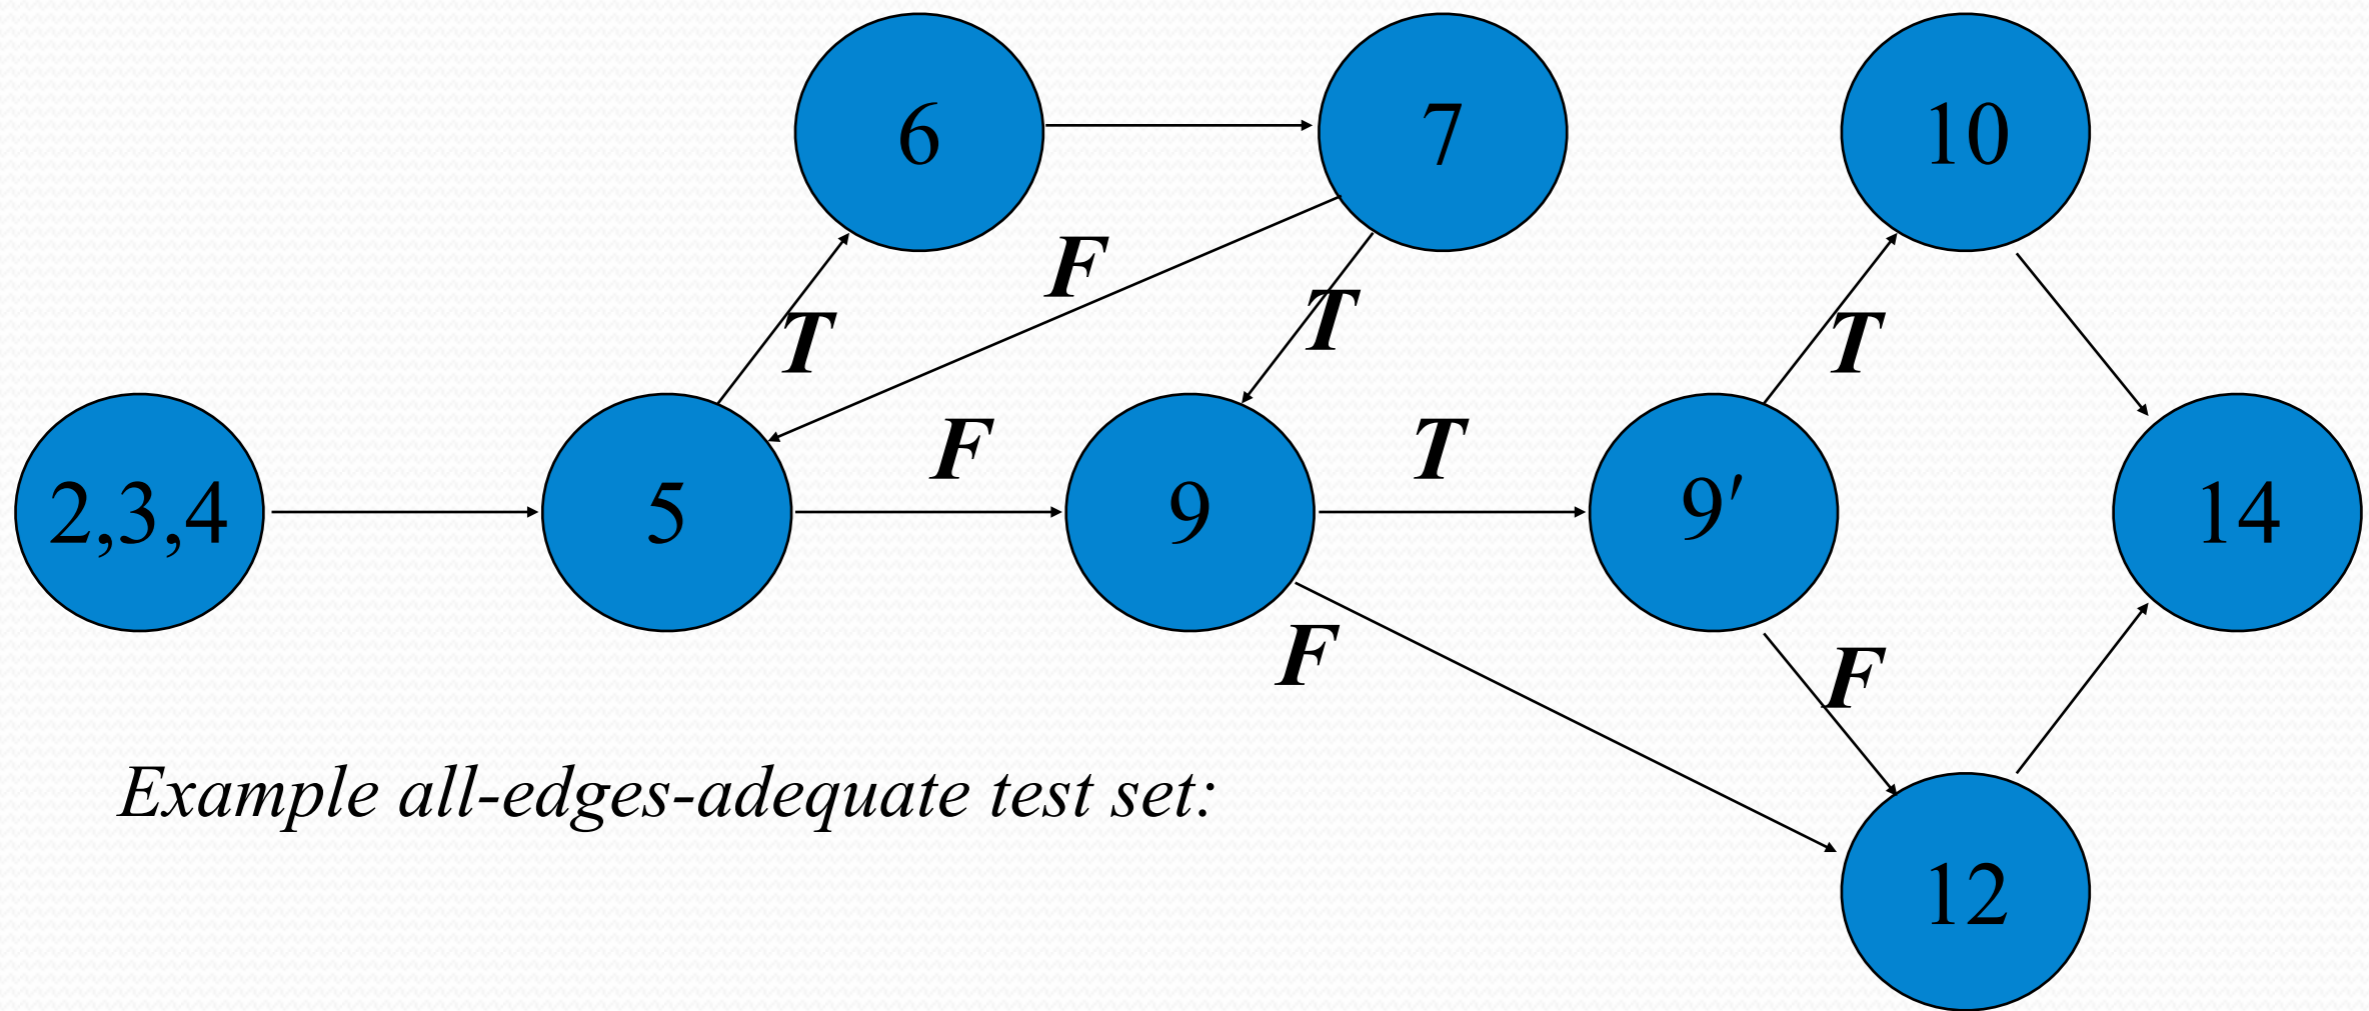 6
7
10
F
T
T
T
F
T
2,3,4
5
9
9′
14
F
F
Example all-edges-adequate test set:
12